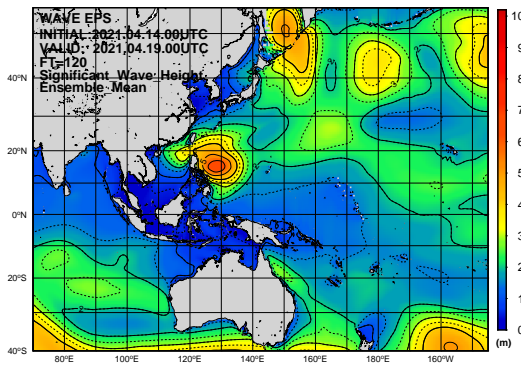 WAVE EPS
INITIAL:2021.04.14.00UTC
VALID: 2021.04.19.00UTC
FT=120
Significant Wave Height
Ensemble Mean
40°N
20°N
0°N
20°S
40°S
80°E 100°E 120°E 140°E 160°E 180° 160°W
10
9
8
7
6
5
4
3
2
1
0
(m)